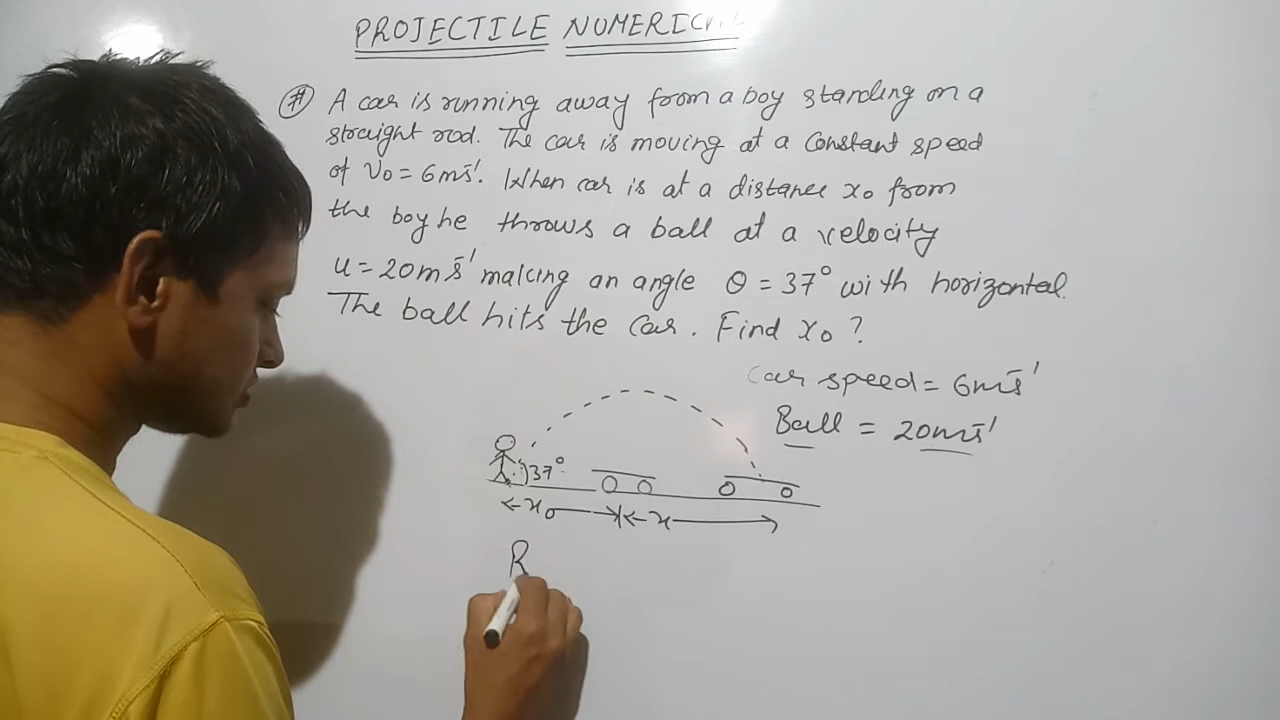 PROJECTILE NUMERICAL
# A car is running away from a boy standing on a
straight rod. The car is moving at a constant speed
of v₀ = 6ms⁻¹. When car is at a distance x₀ from
the boy he throws a ball at a velocity
u = 20ms⁻¹ making an angle θ = 37° with horizontal.
The ball hits the car. Find x₀ ?
Car speed = 6ms⁻¹
Ball = 20ms⁻¹
37°
x₀ x
R